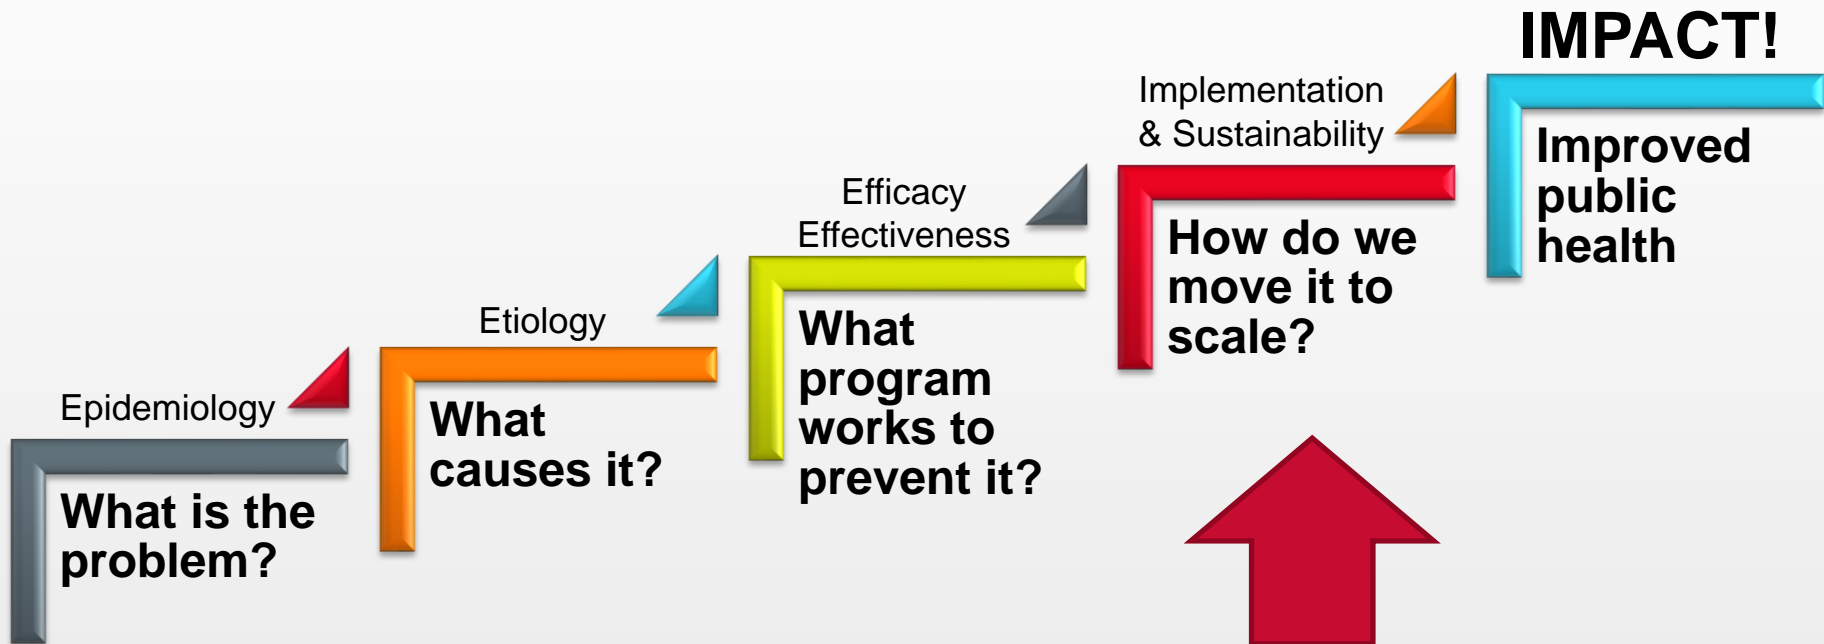 Epidemiology
What is the
problem?
Etiology
What
causes it?
Efficacy
Effectiveness
What
program
works to
prevent it?
Implementation
& Sustainability
How do we
move it to
scale?
IMPACT!
Improved
public
health